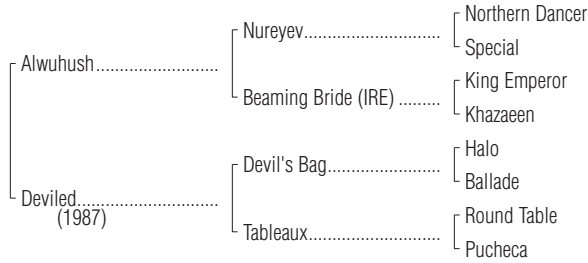 Northern Dancer
Nureyev
Special
Alwuhush
King Emperor
Beaming Bride (IRE)
Khazaeen
Halo
Devil's Bag
Ballade
Deviled
(1987)
Round Table
Tableaux
Pucheca